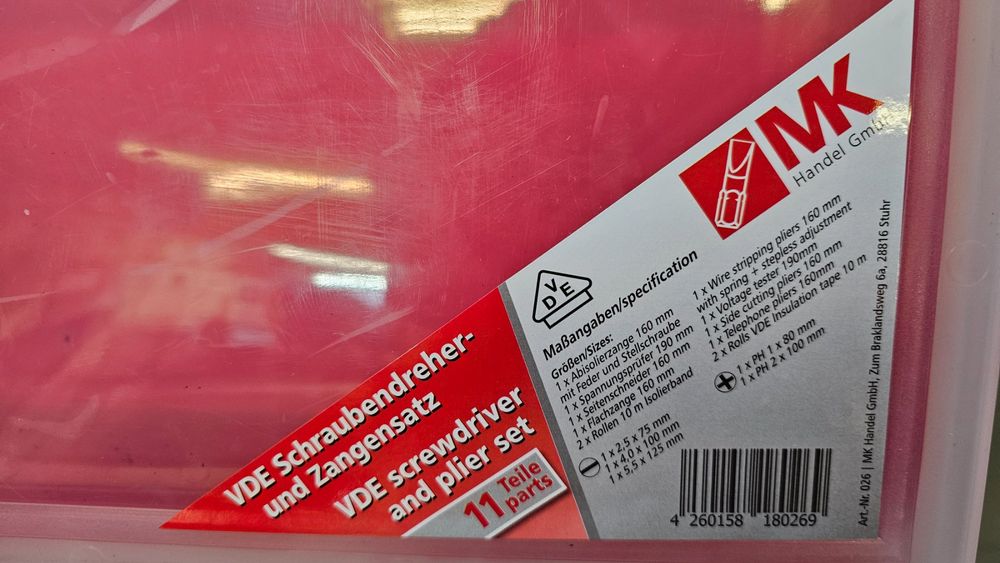 MK
Handel GmbH
VDE
Maßangaben/specification
Größen/Sizes:
1 x Abisolierzange 160 mm
mit Feder und Stellschraube
1 x Spannungsprüfer 190 mm
1 x Seitenschneider 160 mm
1 x Flachzange 160 mm
2 x Rollen 10 m Isolierband
1 x 2,5 x 75 mm
1 x 4,0 x 100 mm
1 x 5,5 x 125 mm
1 x Wire stripping pliers 160 mm
with spring + stepless adjustment
1 x Voltage tester 190mm
1 x Side cutting pliers 160 mm
1 x Telephone pliers 160mm
2 x Rolls VDE Insulation tape 10 m
1 x PH 1 x 80 mm
1 x PH 2 x 100 mm
VDE Schraubendreher-
und Zangensatz
VDE screwdriver
and plier set
11 Teile
parts
4 260158 180269
Art.-Nr. 026 | MK Handel GmbH, Zum Braklandsweg 6a, 28816 Stuhr